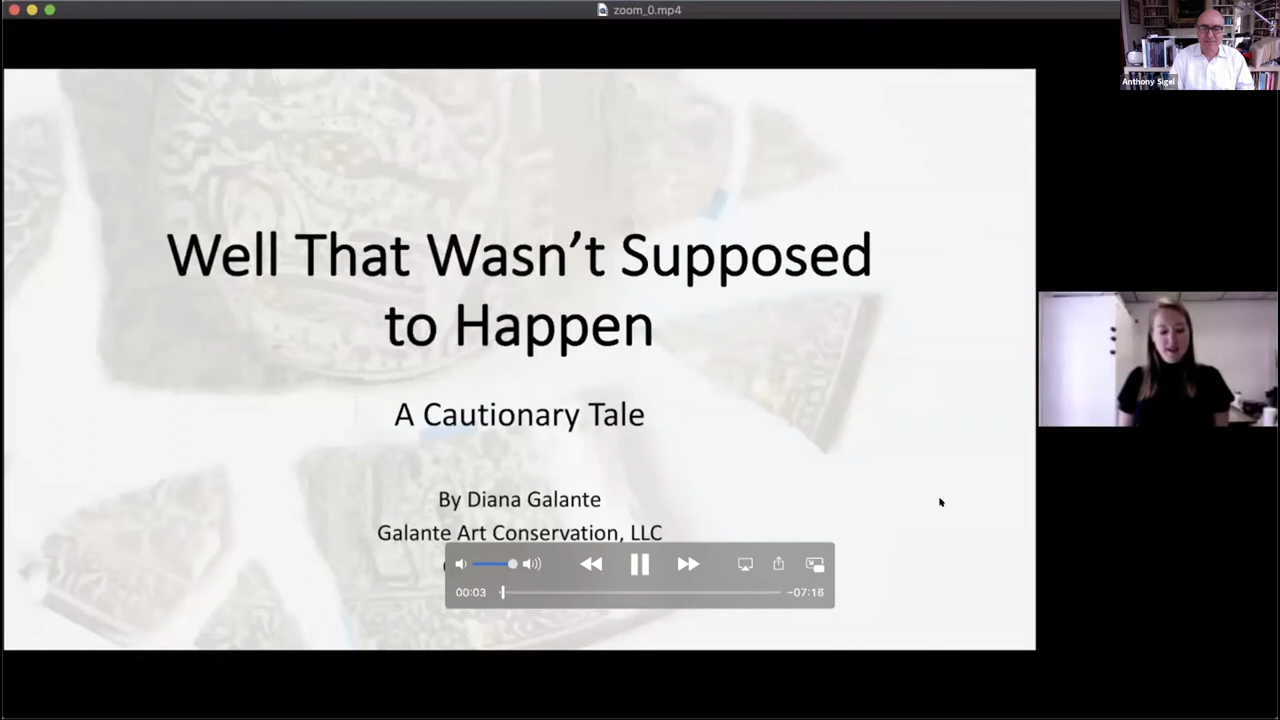 zoom_0.mp4
Anthony Sigel
Well That Wasn't Supposed
to Happen
A Cautionary Tale
By Diana Galante
Galante Art Conservation, LLC
00:03
-07:16